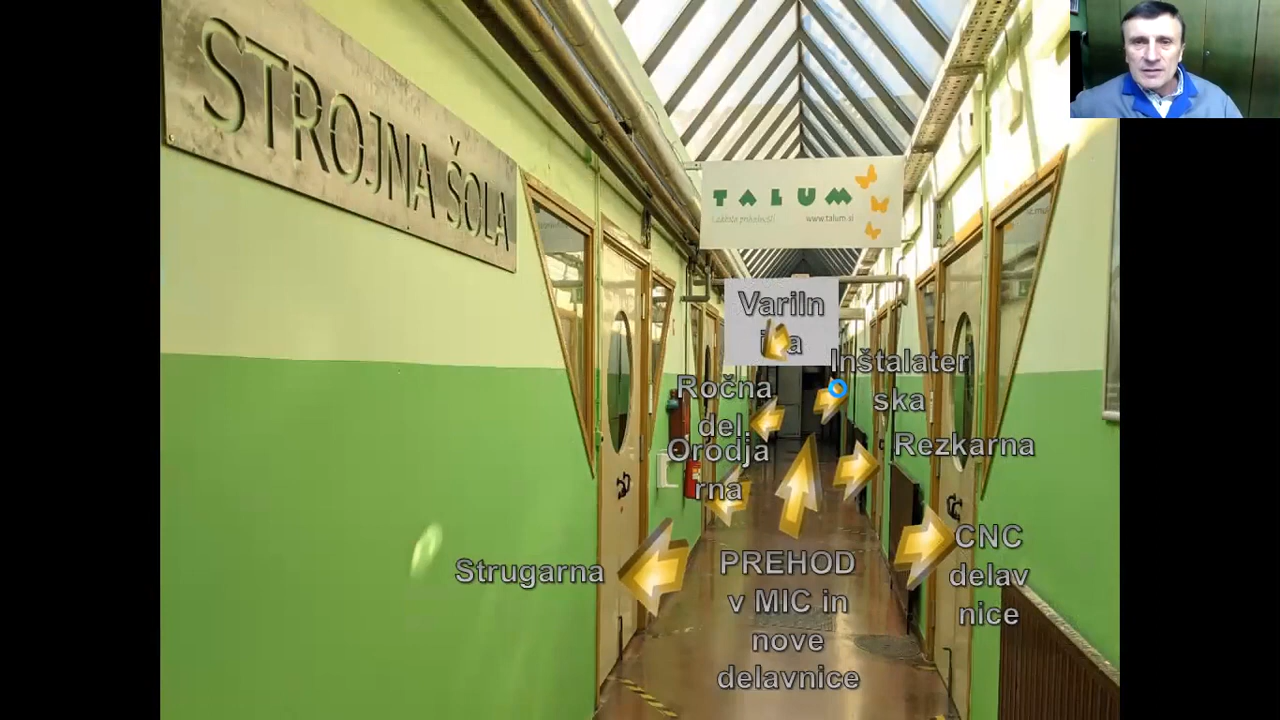 STROJNA ŠOLA
TALUM
www.talum.si
Variln
Inštalater
ska
Ročna
del.
Rezkarna
Orodja
rna
CNC
delav
nice
Strugarna
PREHOD
v MIC in
nove
delavnice